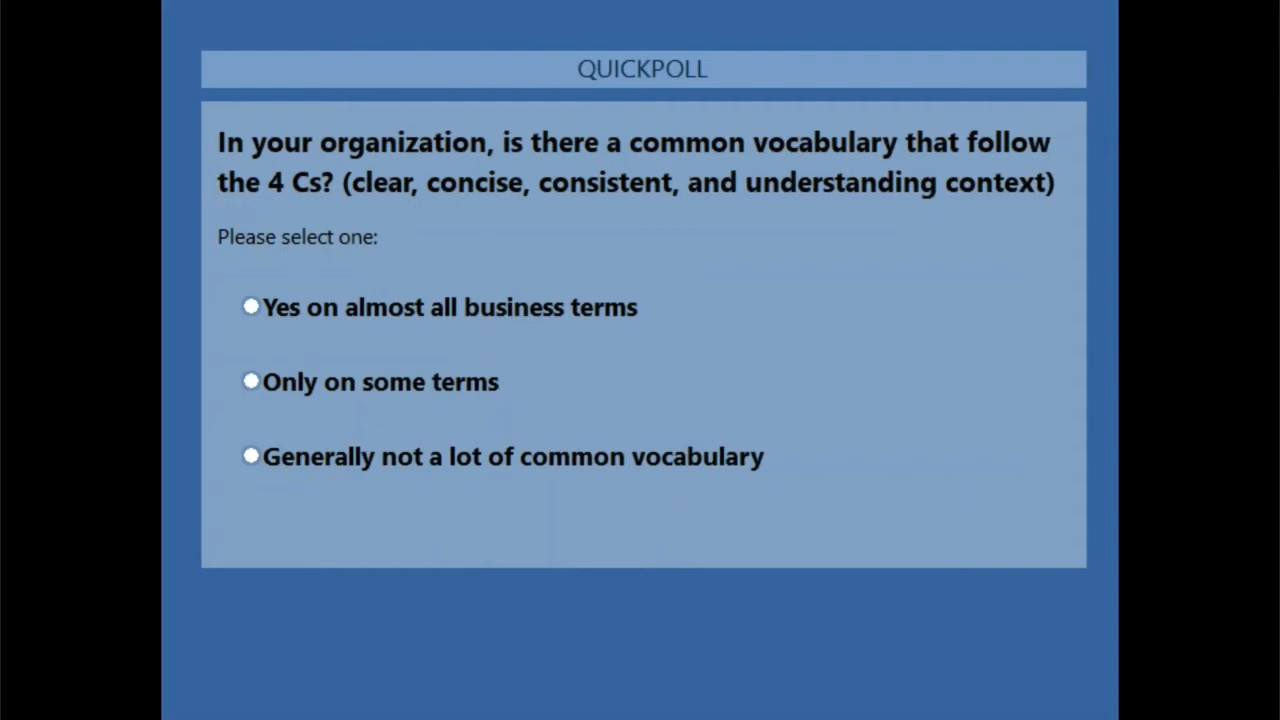 QUICKPOLL
In your organization, is there a common vocabulary that follow
the 4 Cs? (clear, concise, consistent, and understanding context)
Please select one:
Yes on almost all business terms
Only on some terms
Generally not a lot of common vocabulary